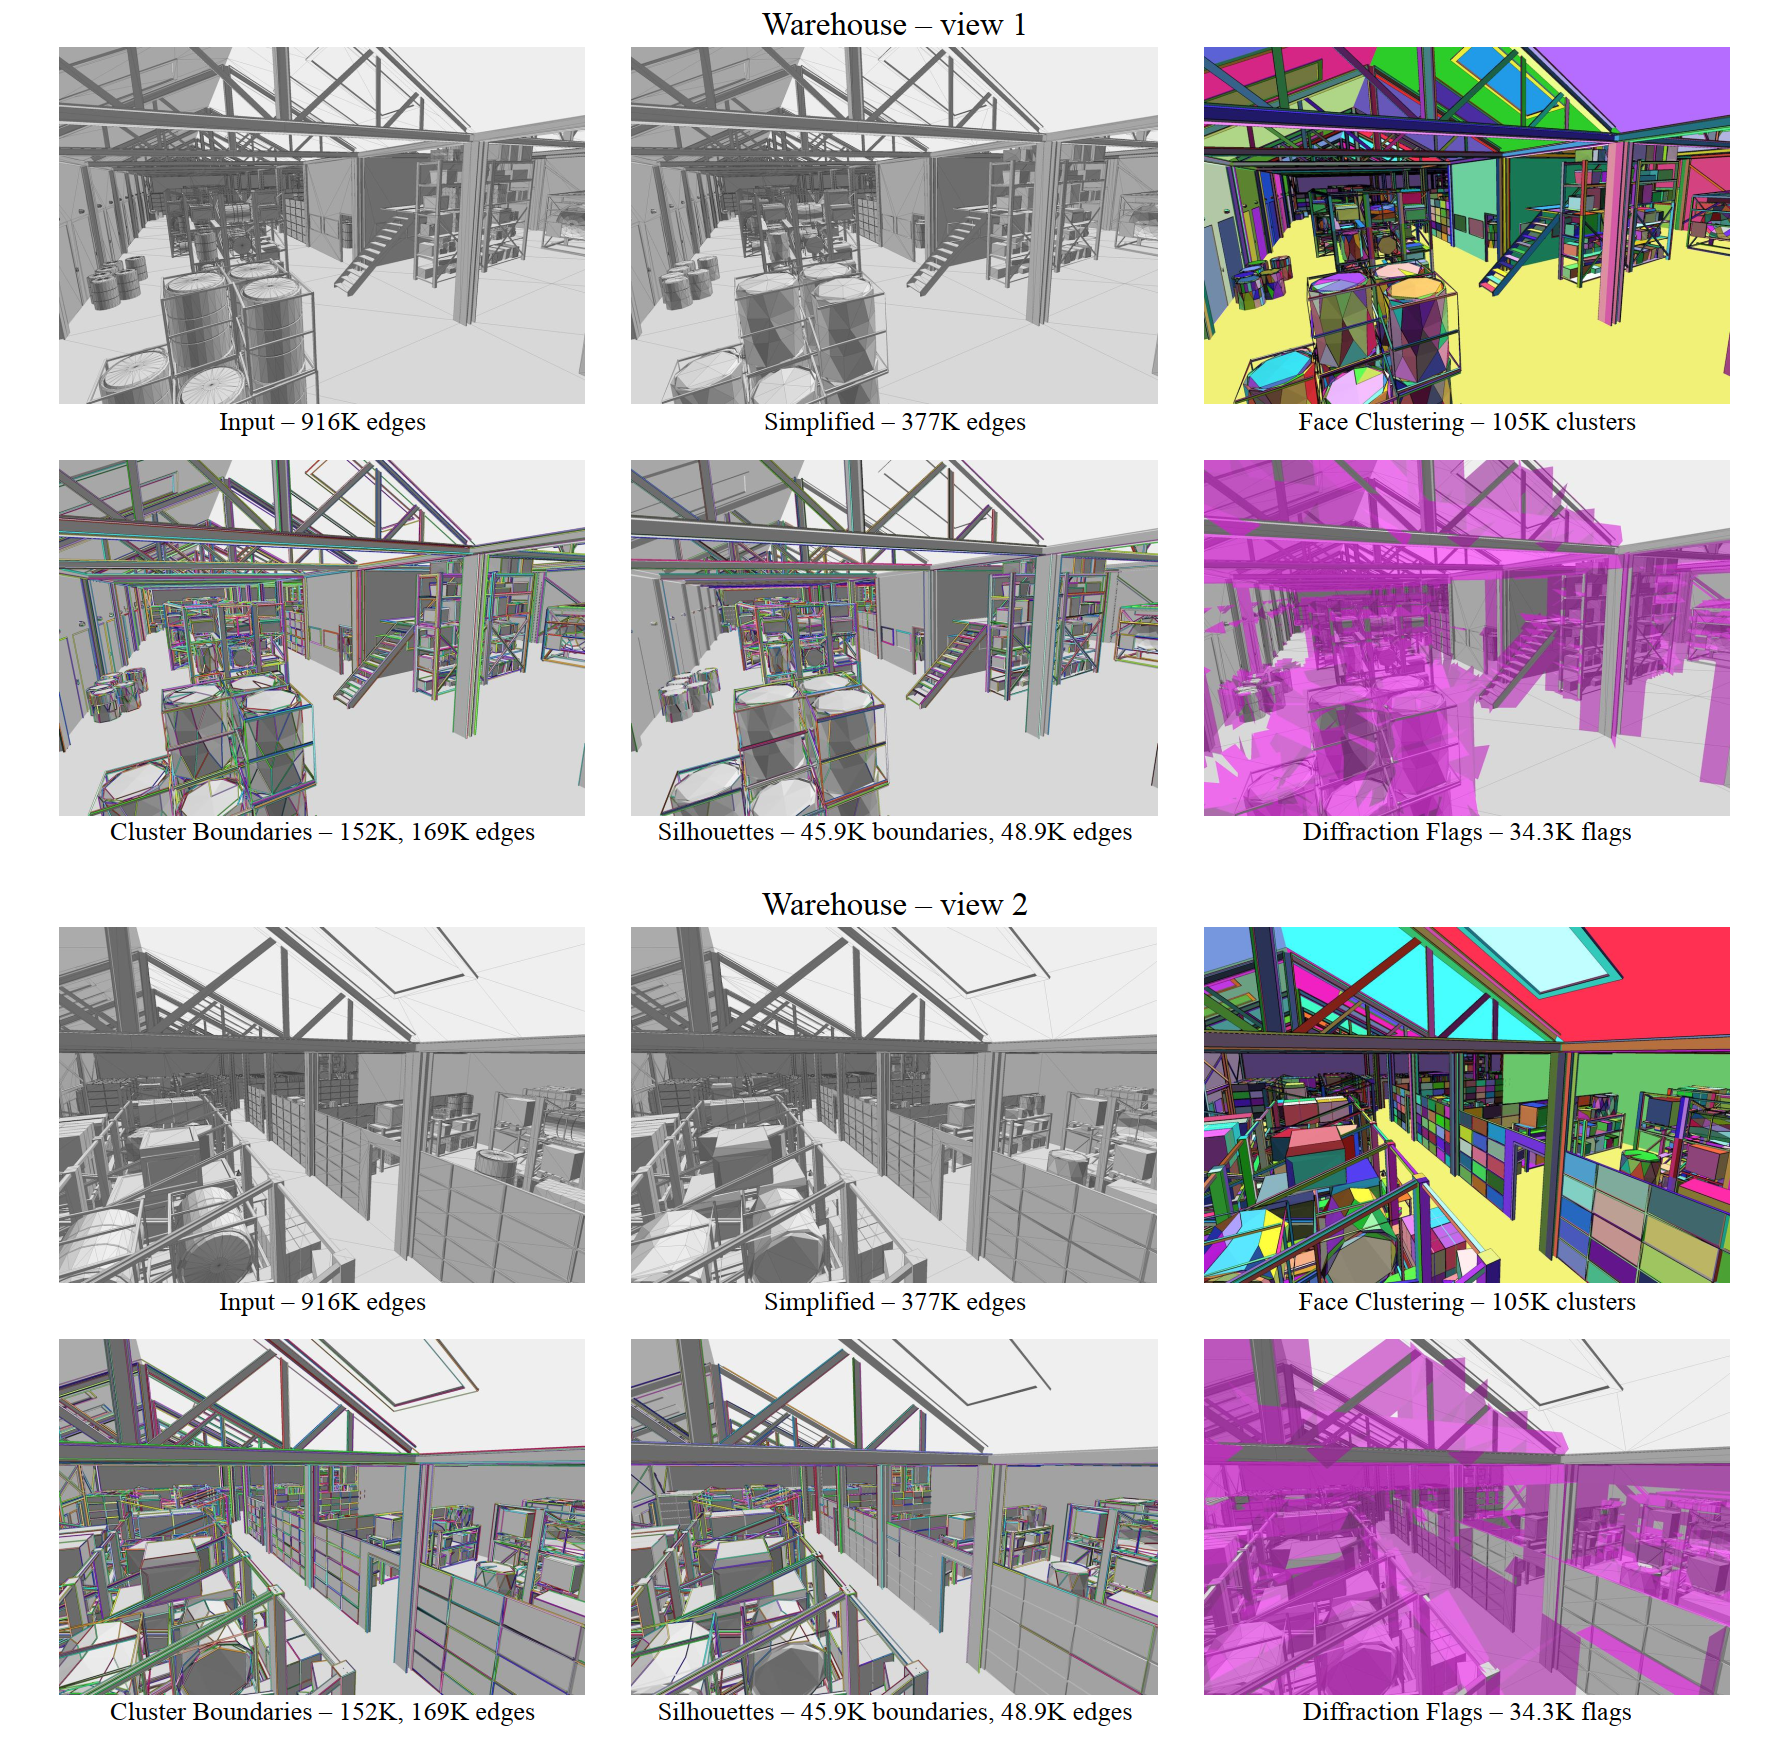 Warehouse – view 1
Input – 916K edges
Simplified – 377K edges
Face Clustering – 105K clusters
Cluster Boundaries – 152K, 169K edges
Silhouettes – 45.9K boundaries, 48.9K edges
Diffraction Flags – 34.3K flags
Warehouse – view 2
Input – 916K edges
Simplified – 377K edges
Face Clustering – 105K clusters
Cluster Boundaries – 152K, 169K edges
Silhouettes – 45.9K boundaries, 48.9K edges
Diffraction Flags – 34.3K flags